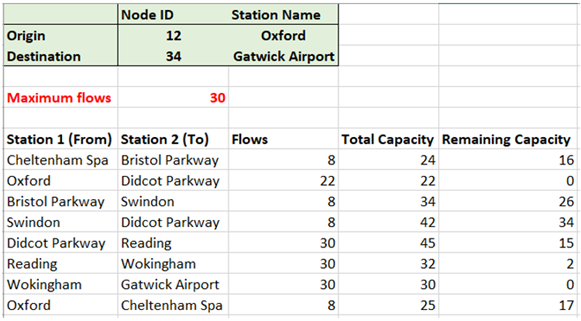 Node ID Station Name
Origin 12 Oxford
Destination 34 Gatwick Airport
Maximum flows 30
Station 1 (From) Station 2 (To) Flows Total Capacity Remaining Capacity
Cheltenham Spa Bristol Parkway 8 24 16
Oxford Didcot Parkway 22 22 0
Bristol Parkway Swindon 8 34 26
Swindon Didcot Parkway 8 42 34
Didcot Parkway Reading 30 45 15
Reading Wokingham 30 32 2
Wokingham Gatwick Airport 30 30 0
Oxford Cheltenham Spa 8 25 17